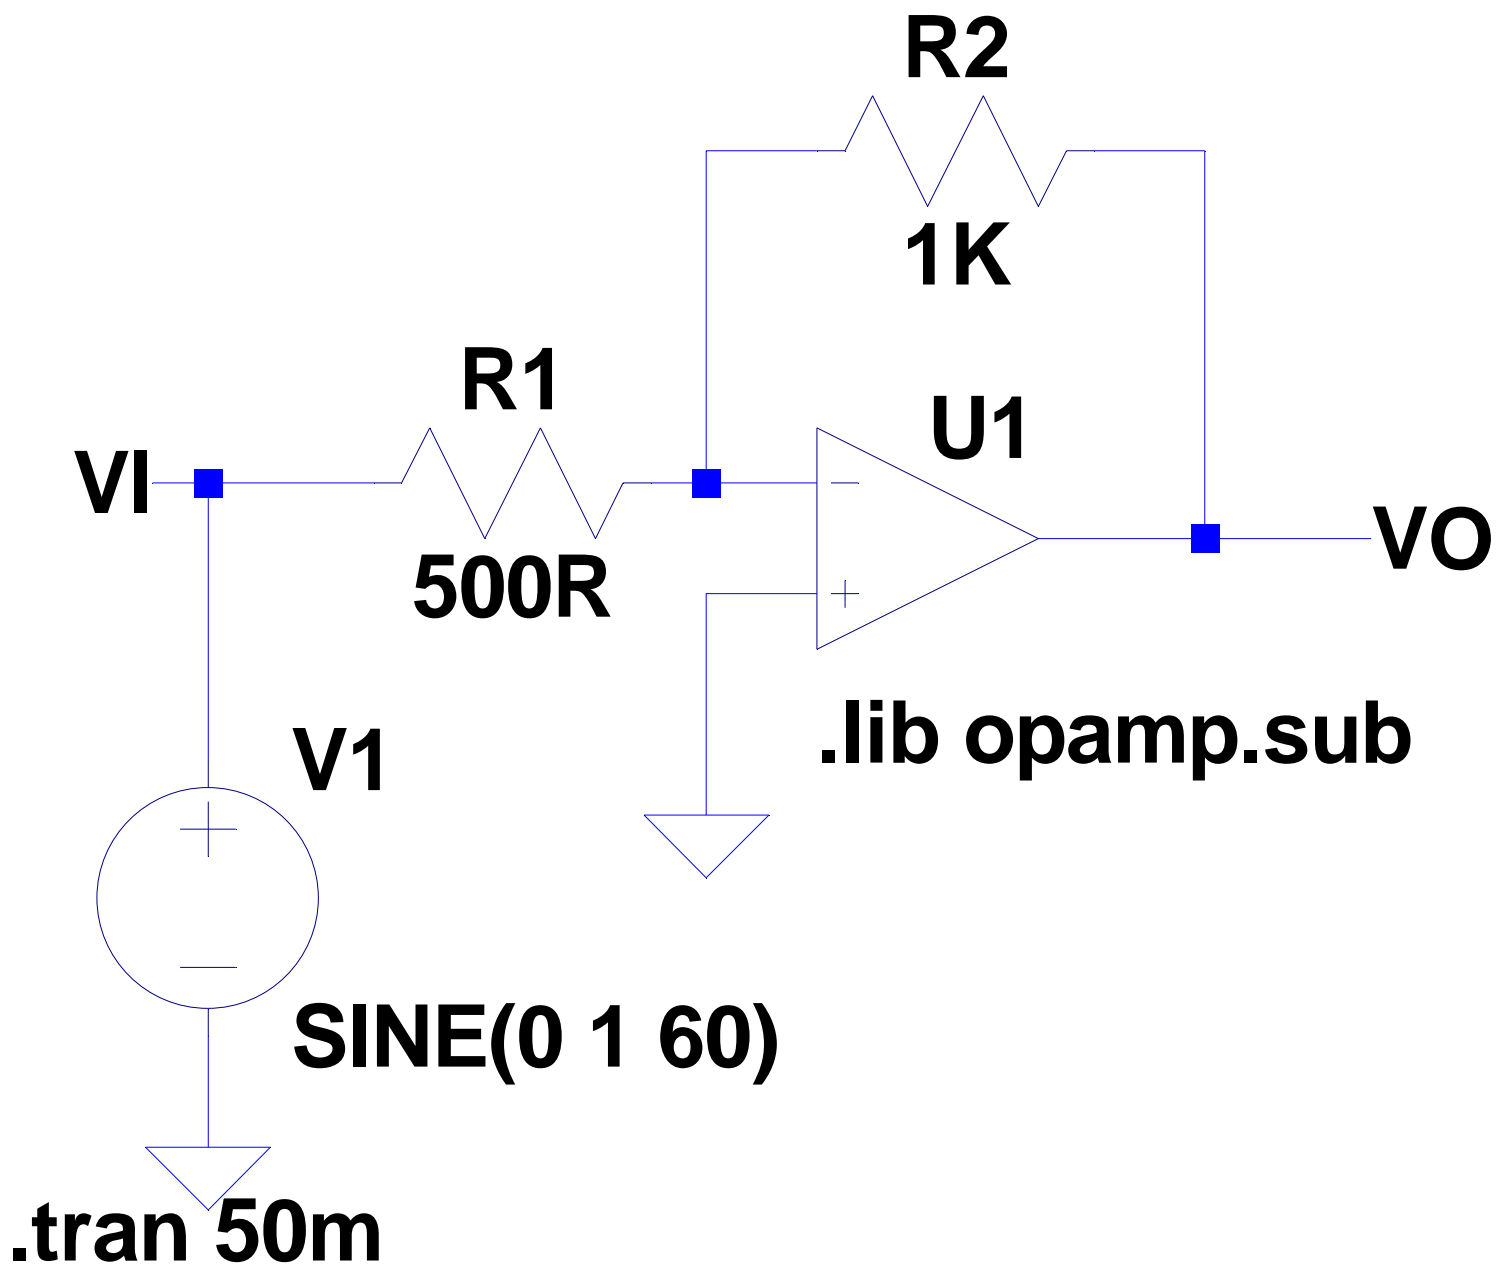 R2
1K
R1
U1
VI
500R
VO
.lib opamp.sub
V1
SINE(0 1 60)
.tran 50m